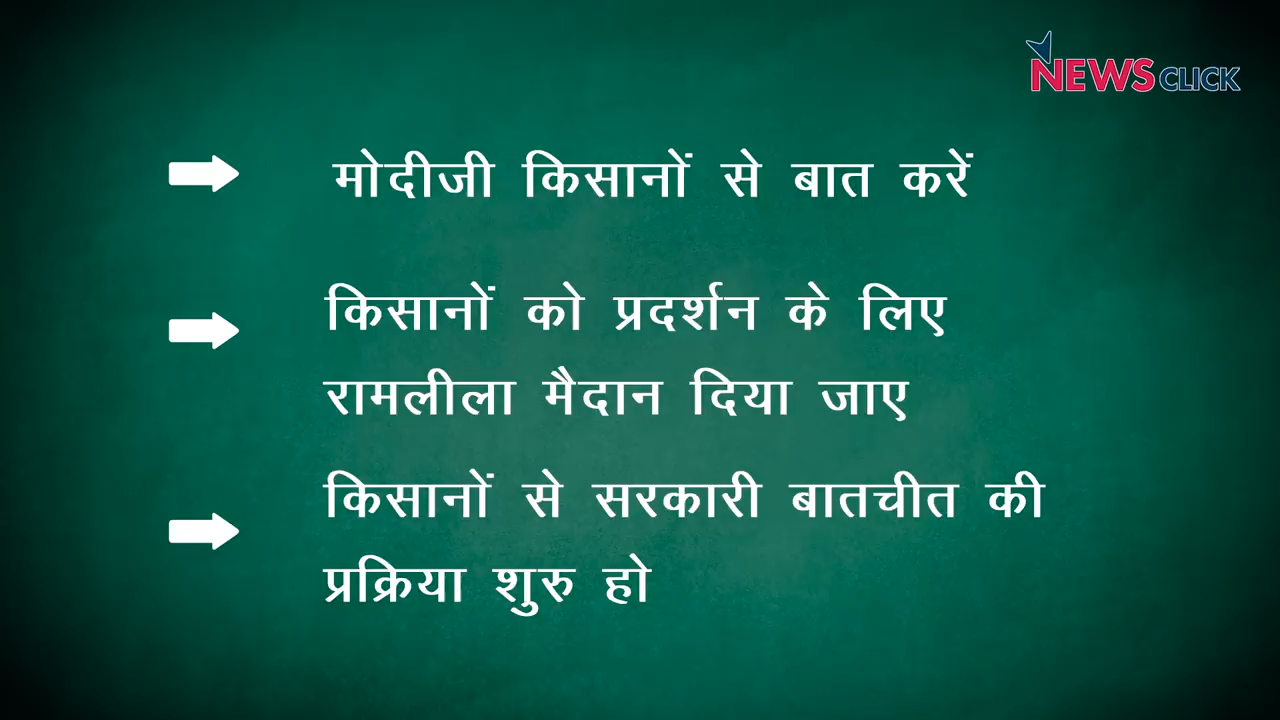 NEWSCLICK
मोदीजी किसानों से बात करें
किसानों को प्रदर्शन के लिए
रामलीला मैदान दिया जाए
किसानों से सरकारी बातचीत की
प्रक्रिया शुरु हो